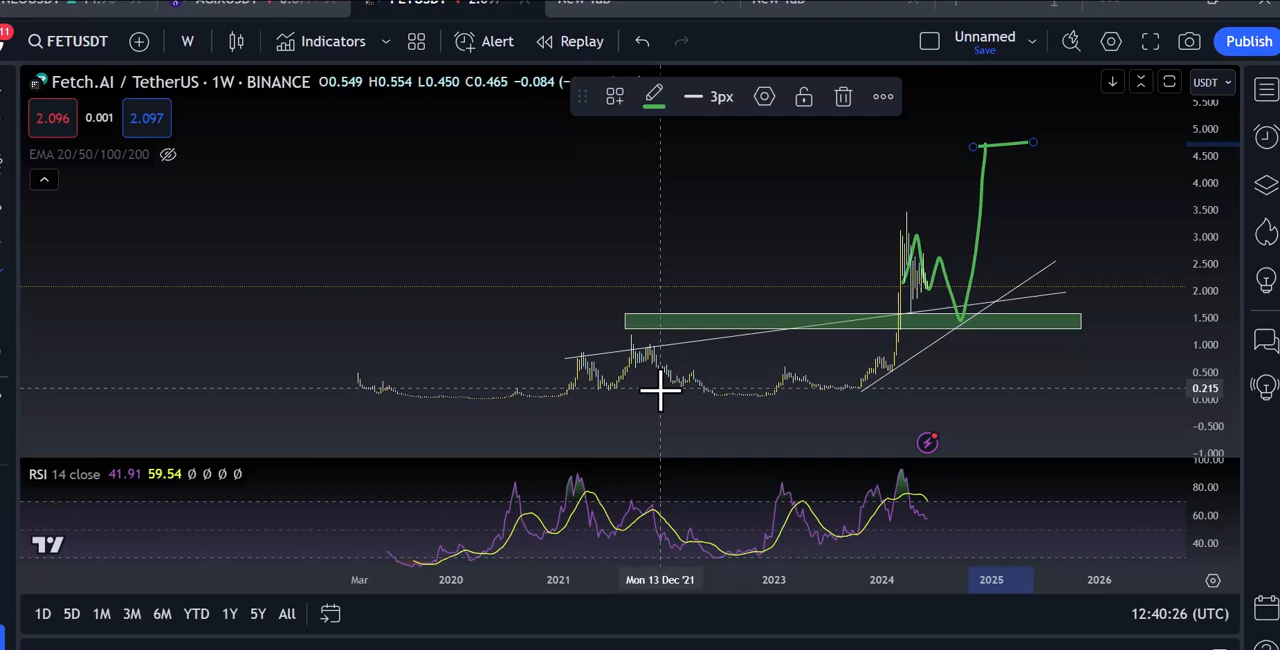 11
FETUSDT
W
Indicators
Alert
Replay
Unnamed
Save
Publish
Fetch.AI / TetherUS · 1W · BINANCE O0.549 H0.554 L0.450 C0.465 −0.084
3px
USDT
2.096 0.001 2.097
EMA 20/50/100/200
5.500
5.000
4.500
4.000
3.500
3.000
2.500
2.000
1.500
1.000
0.500
0.215
0.000
−0.500
−1.000
RSI 14 close 41.91 59.54 Ø Ø Ø Ø
100.00
80.00
60.00
40.00
Mar 2020 2021 Mon 13 Dec '21 2023 2024 2025 2026
1D 5D 1M 3M 6M YTD 1Y 5Y All
12:40:26 (UTC)